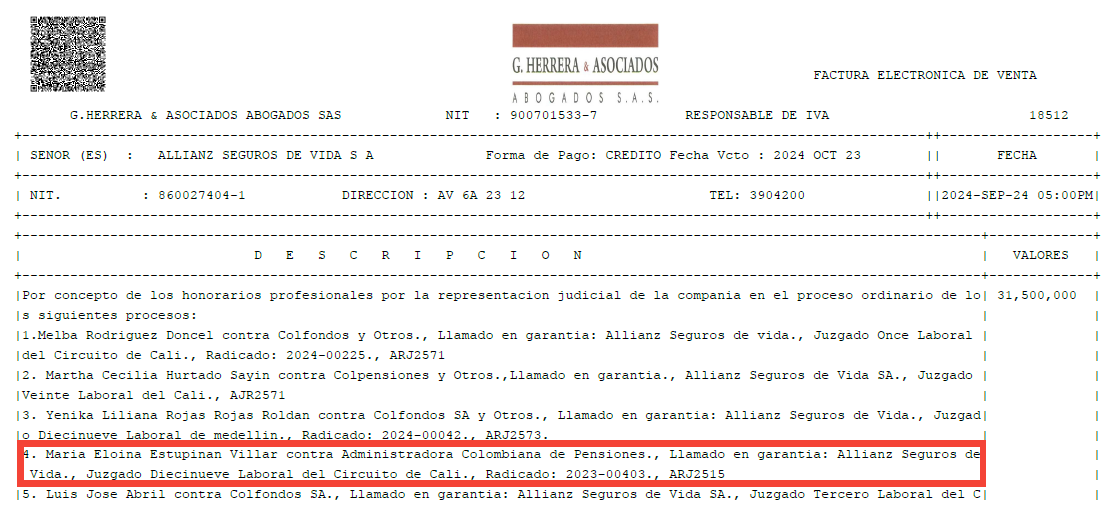 G. HERRERA & ASOCIADOS
ABOGADOS S.A.S.
FACTURA ELECTRONICA DE VENTA
G.HERRERA & ASOCIADOS ABOGADOS SAS NIT : 900701533-7 RESPONSABLE DE IVA 18512
SENOR (ES) : ALLIANZ SEGUROS DE VIDA S A Forma de Pago: CREDITO Fecha Vcto : 2024 OCT 23 FECHA
NIT. : 860027404-1 DIRECCION : AV 6A 23 12 TEL: 3904200 2024-SEP-24 05:00PM
D E S C R I P C I O N VALORES
Por concepto de los honorarios profesionales por la representacion judicial de la compania en el proceso ordinario de lo 31,500,000
s siguientes procesos:
1.Melba Rodriguez Doncel contra Colfondos y Otros., Llamado en garantia: Allianz Seguros de vida., Juzgado Once Laboral
del Circuito de Cali., Radicado: 2024-00225., ARJ2571
2. Martha Cecilia Hurtado Sayin contra Colpensiones y Otros.,Llamado en garantia., Allianz Seguros de Vida SA., Juzgado
Veinte Laboral del Cali., AJR2571
3. Yenika Liliana Rojas Rojas Roldan contra Colfondos SA y Otros., Llamado en garantia: Allianz Seguros de Vida., Juzgad
o Diecinueve Laboral de medellin., Radicado: 2024-00042., ARJ2573.
4. Maria Eloina Estupinan Villar contra Administradora Colombiana de Pensiones., Llamado en garantia: Allianz Seguros de
Vida., Juzgado Diecinueve Laboral del Circuito de Cali., Radicado: 2023-00403., ARJ2515
5. Luis Jose Abril contra Colfondos SA., Llamado en garantia: Allianz Seguros de Vida SA., Juzgado Tercero Laboral del C